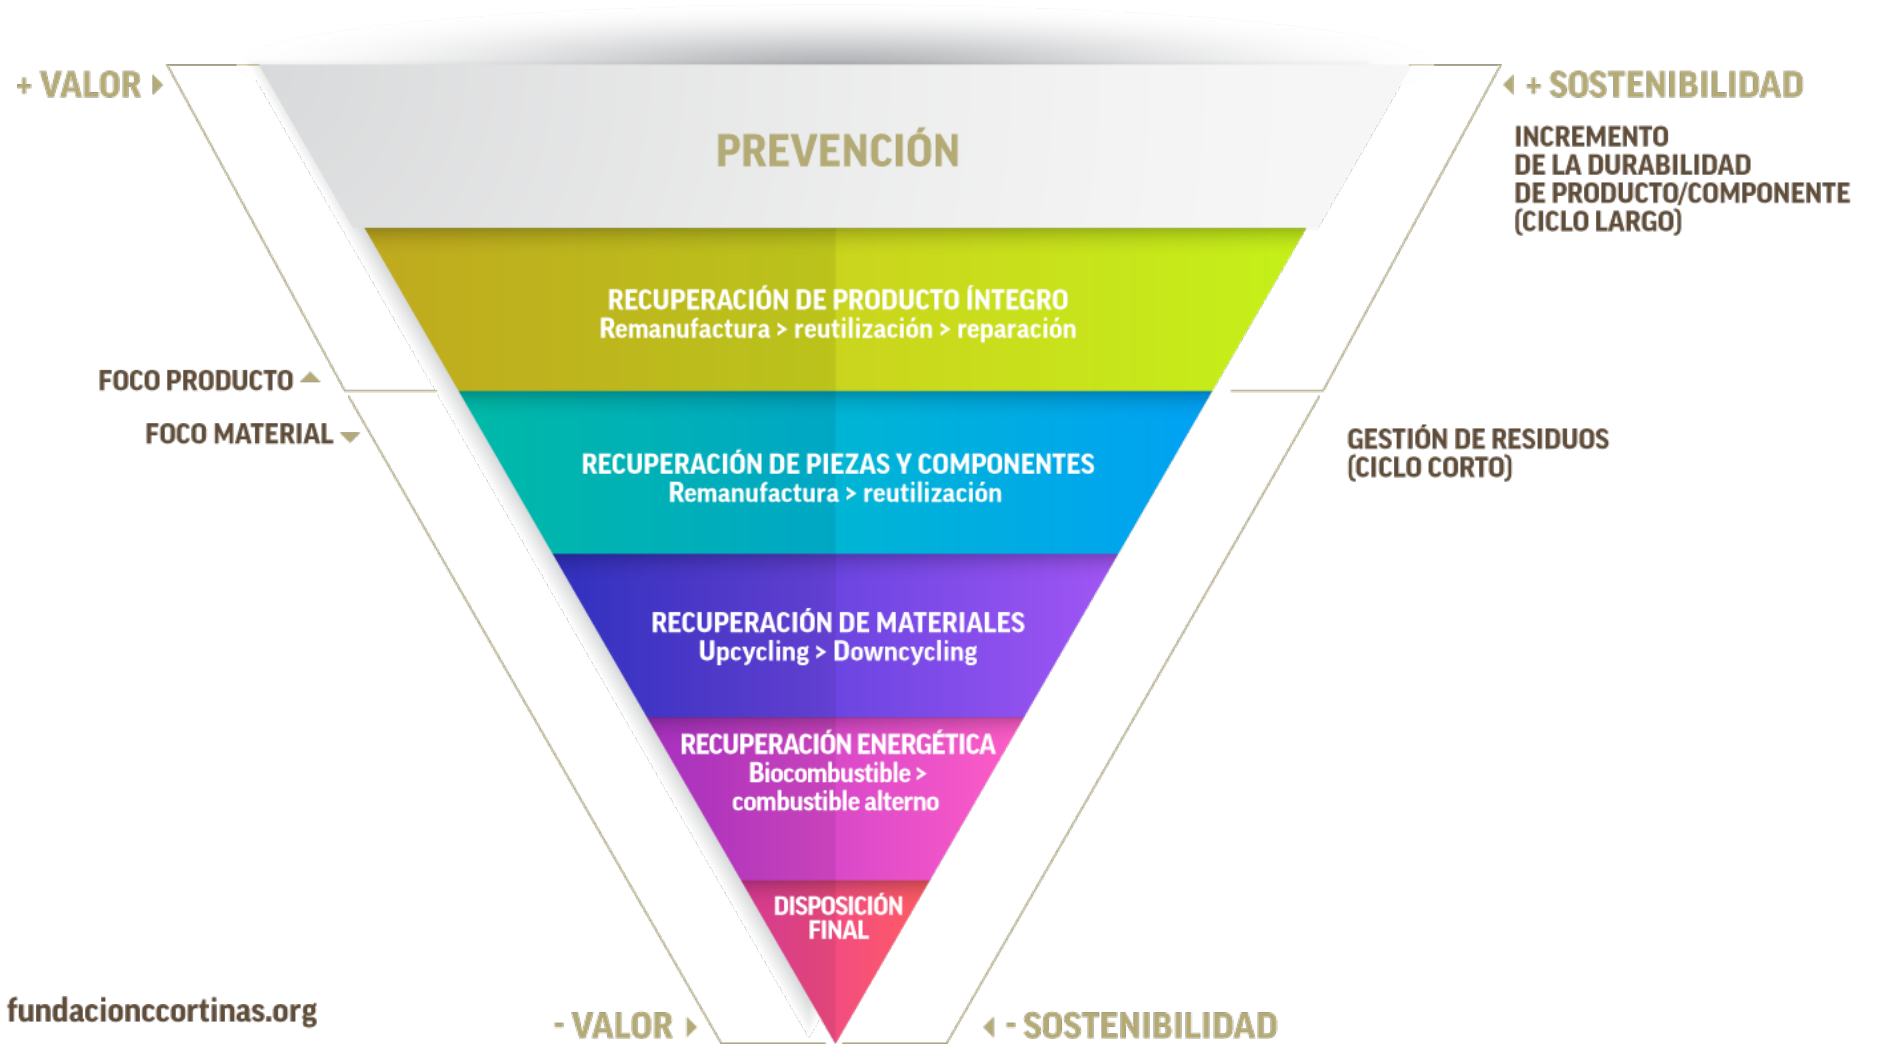 + VALOR
+ SOSTENIBILIDAD
PREVENCIÓN
INCREMENTO
DE LA DURABILIDAD
DE PRODUCTO/COMPONENTE
(CICLO LARGO)
RECUPERACIÓN DE PRODUCTO ÍNTEGRO
Remanufactura > reutilización > reparación
FOCO PRODUCTO
FOCO MATERIAL
GESTIÓN DE RESIDUOS
(CICLO CORTO)
RECUPERACIÓN DE PIEZAS Y COMPONENTES
Remanufactura > reutilización
RECUPERACIÓN DE MATERIALES
Upcycling > Downcycling
RECUPERACIÓN ENERGÉTICA
Biocombustible >
combustible alterno
DISPOSICIÓN
FINAL
fundacionccortinas.org
- VALOR
- SOSTENIBILIDAD